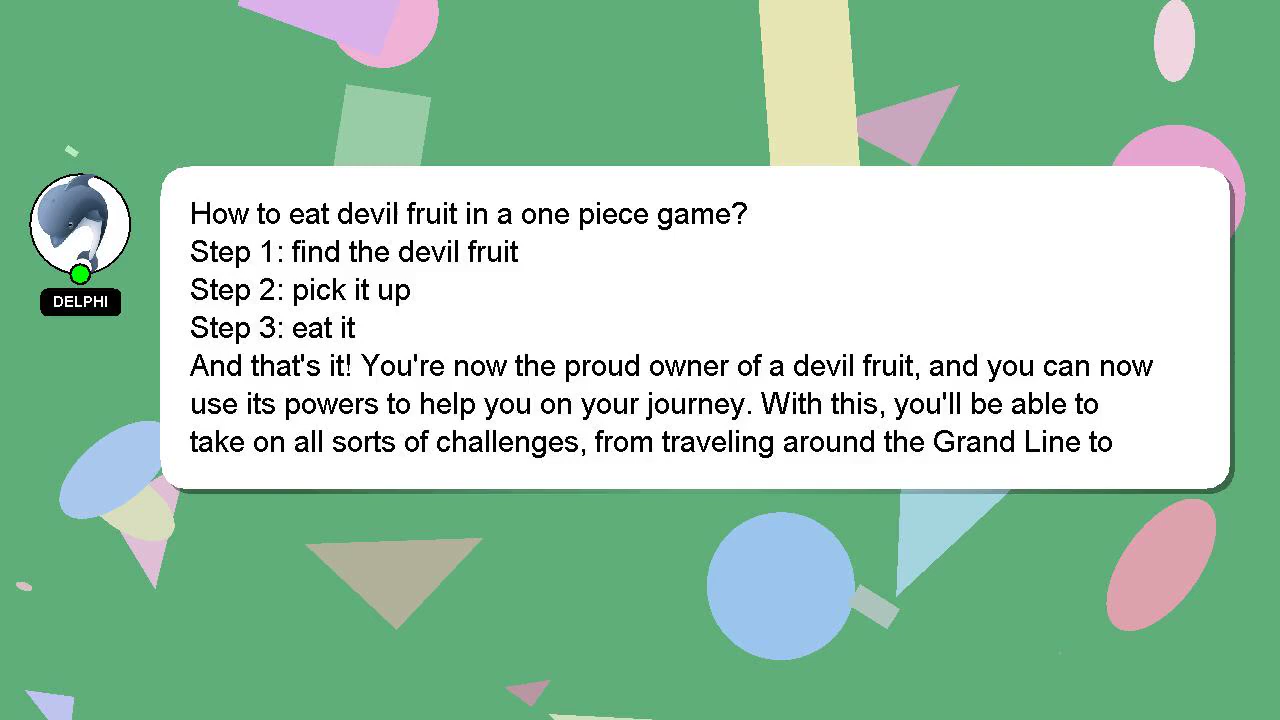 How to eat devil fruit in a one piece game?
Step 1: find the devil fruit
Step 2: pick it up
Step 3: eat it
And that's it! You're now the proud owner of a devil fruit, and you can now
use its powers to help you on your journey. With this, you'll be able to
take on all sorts of challenges, from traveling around the Grand Line to
DELPHI